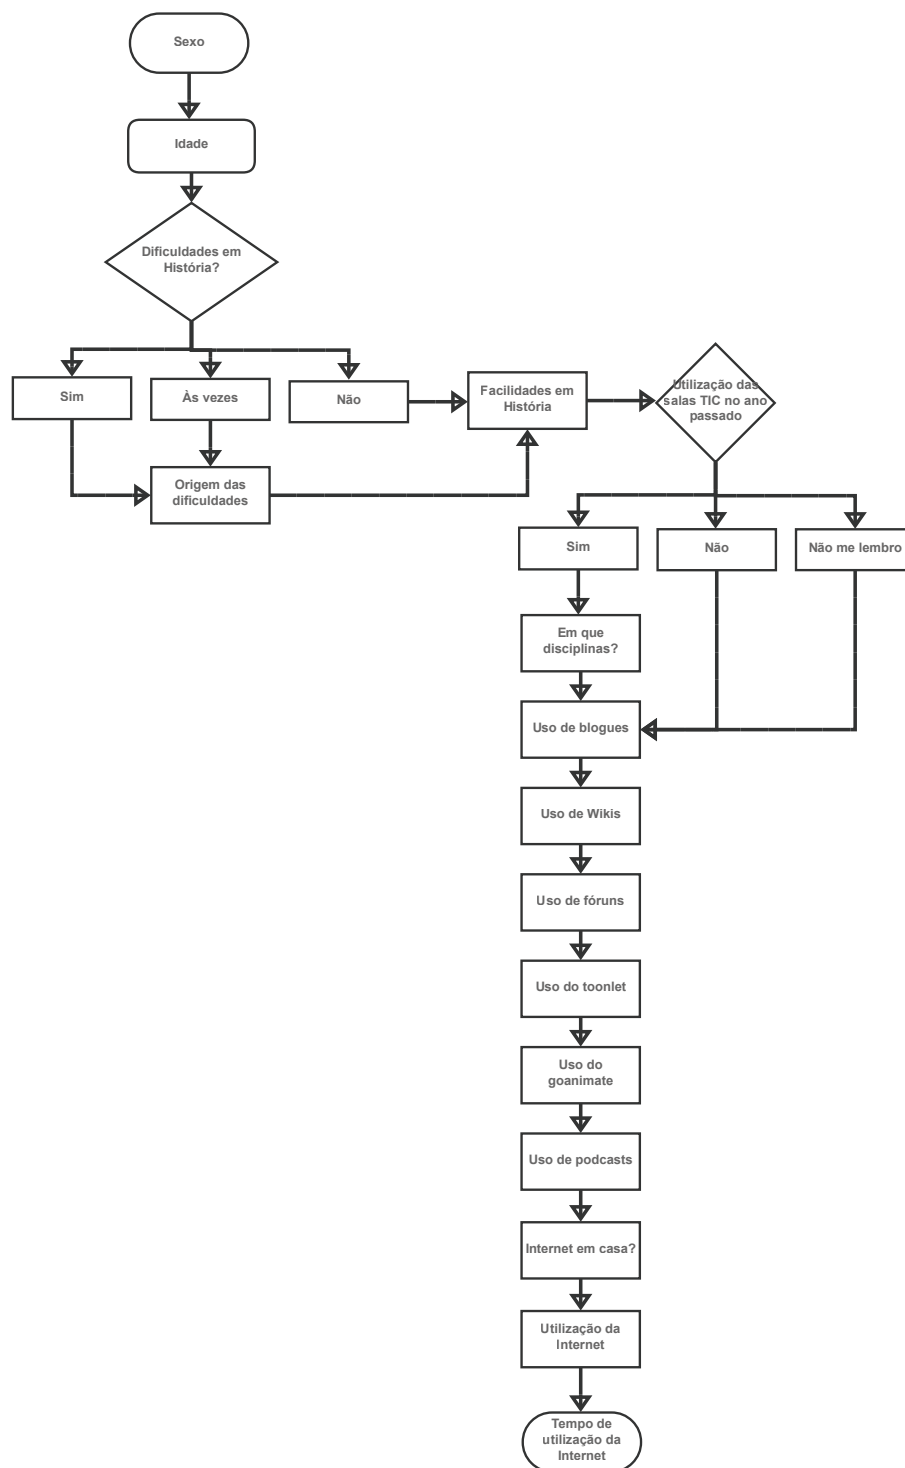 Sexo
Idade
Dificuldades em
História?
Sim
Às vezes
Não
Origem das
dificuldades
Facilidades em
História
Utilização das
salas TIC no ano
passado
Sim
Não
Não me lembro
Em que
disciplinas?
Uso de blogues
Uso de Wikis
Uso de fóruns
Uso do toonlet
Uso do
goanimate
Uso de podcasts
Internet em casa?
Utilização da
Internet
Tempo de
utilização da
Internet